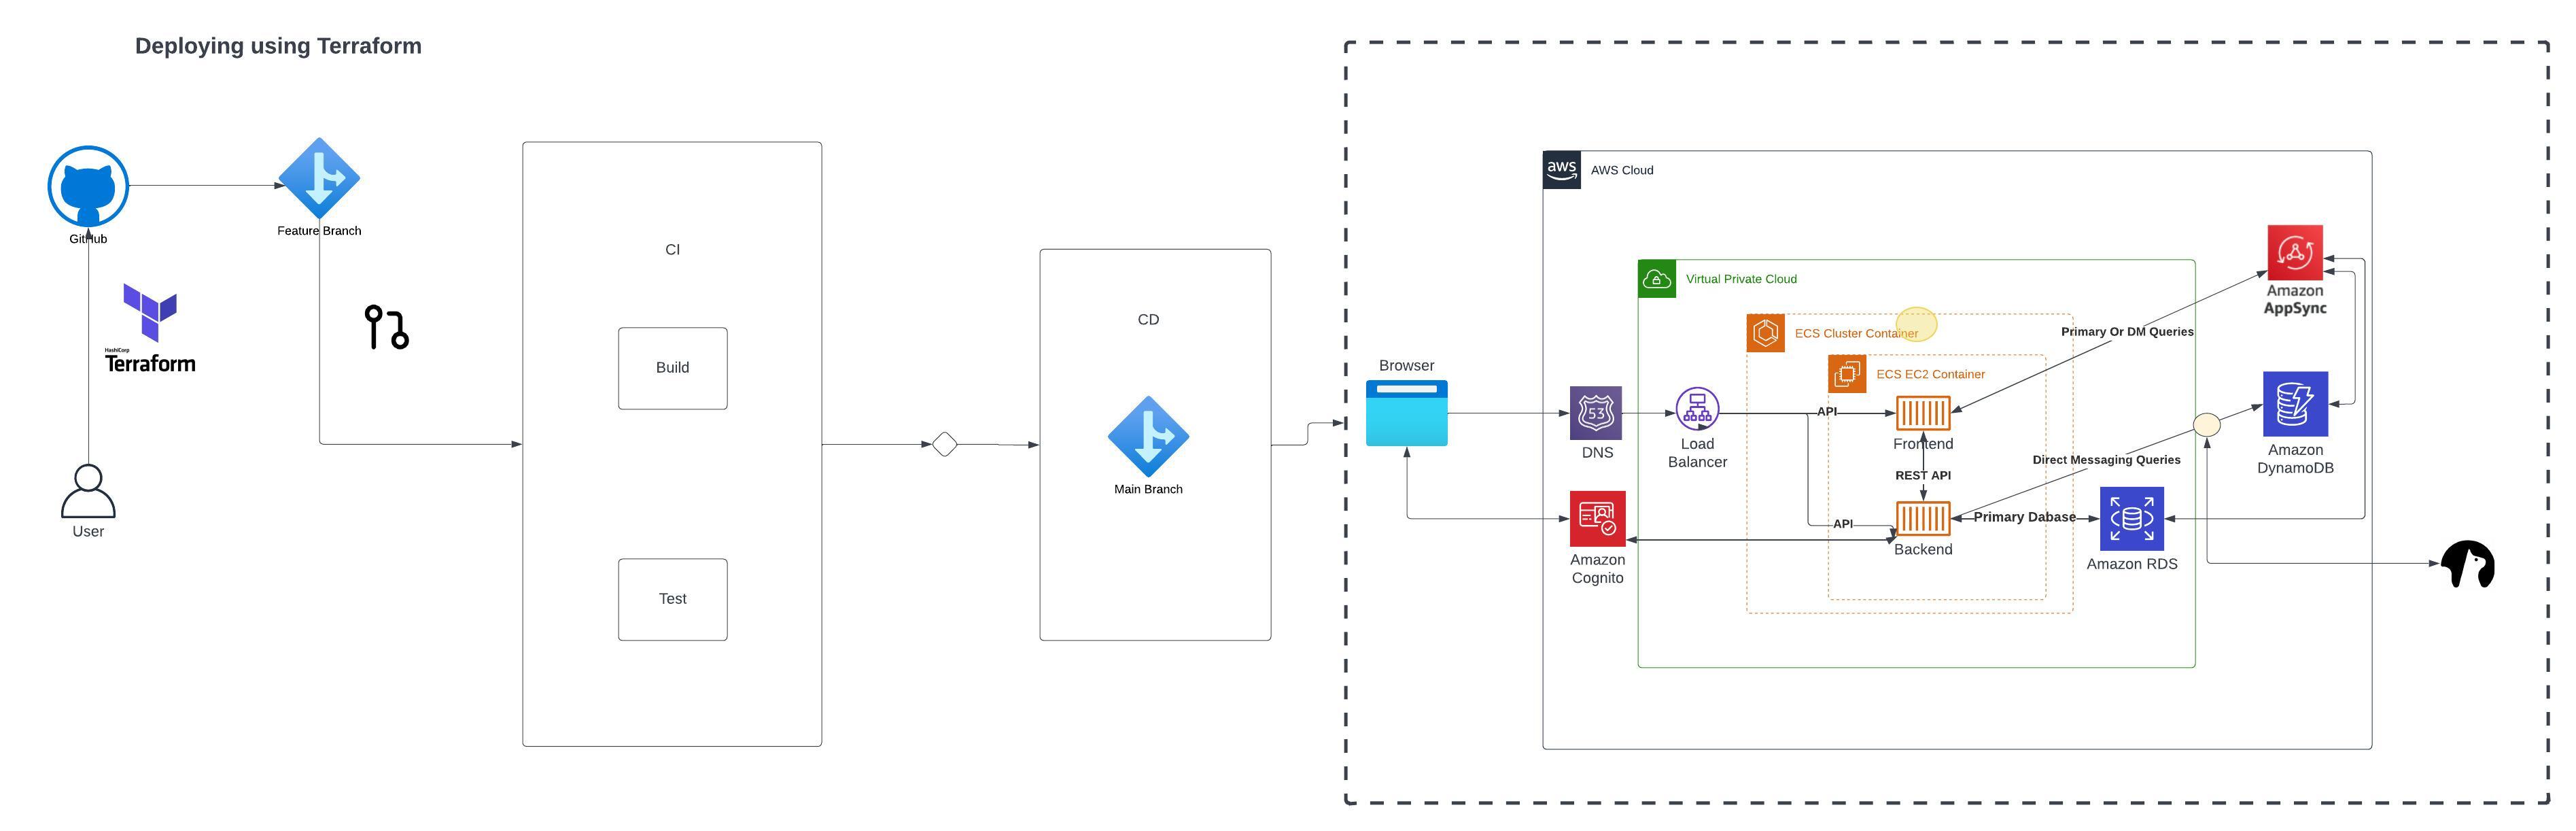 Deploying using Terraform
GitHub
Feature Branch
HashiCorp
Terraform
User
CI
Build
Test
CD
Main Branch
Browser
aws
AWS Cloud
53
DNS
Amazon
Cognito
Virtual Private Cloud
Load
Balancer
ECS Cluster Container
ECS EC2 Container
API
Frontend
REST API
API
Backend
Primary Or DM Queries
Direct Messaging Queries
Primary Dabase
Amazon RDS
Amazon
AppSync
Amazon
DynamoDB